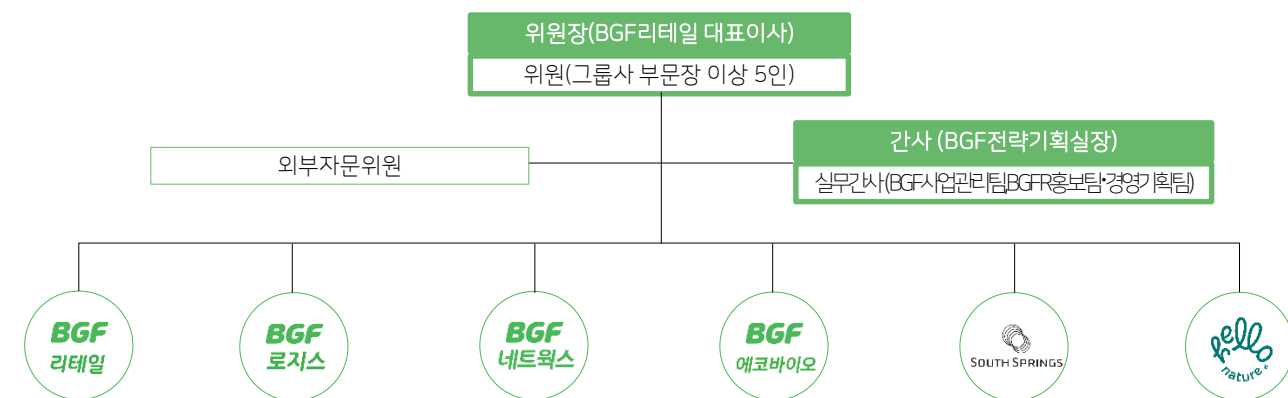 위원장(BGF리테일 대표이사)
위원(그룹사 부문장 이상 5인)
외부자문위원
간사 (BGF전략기획실장)
실무간사(BGF사업관리팀,BGFR홍보팀•경영기획팀)
BGF
리테일
BGF
로지스
BGF
네트웍스
BGF
에코바이오
SOUTH SPRINGS
hello
nature